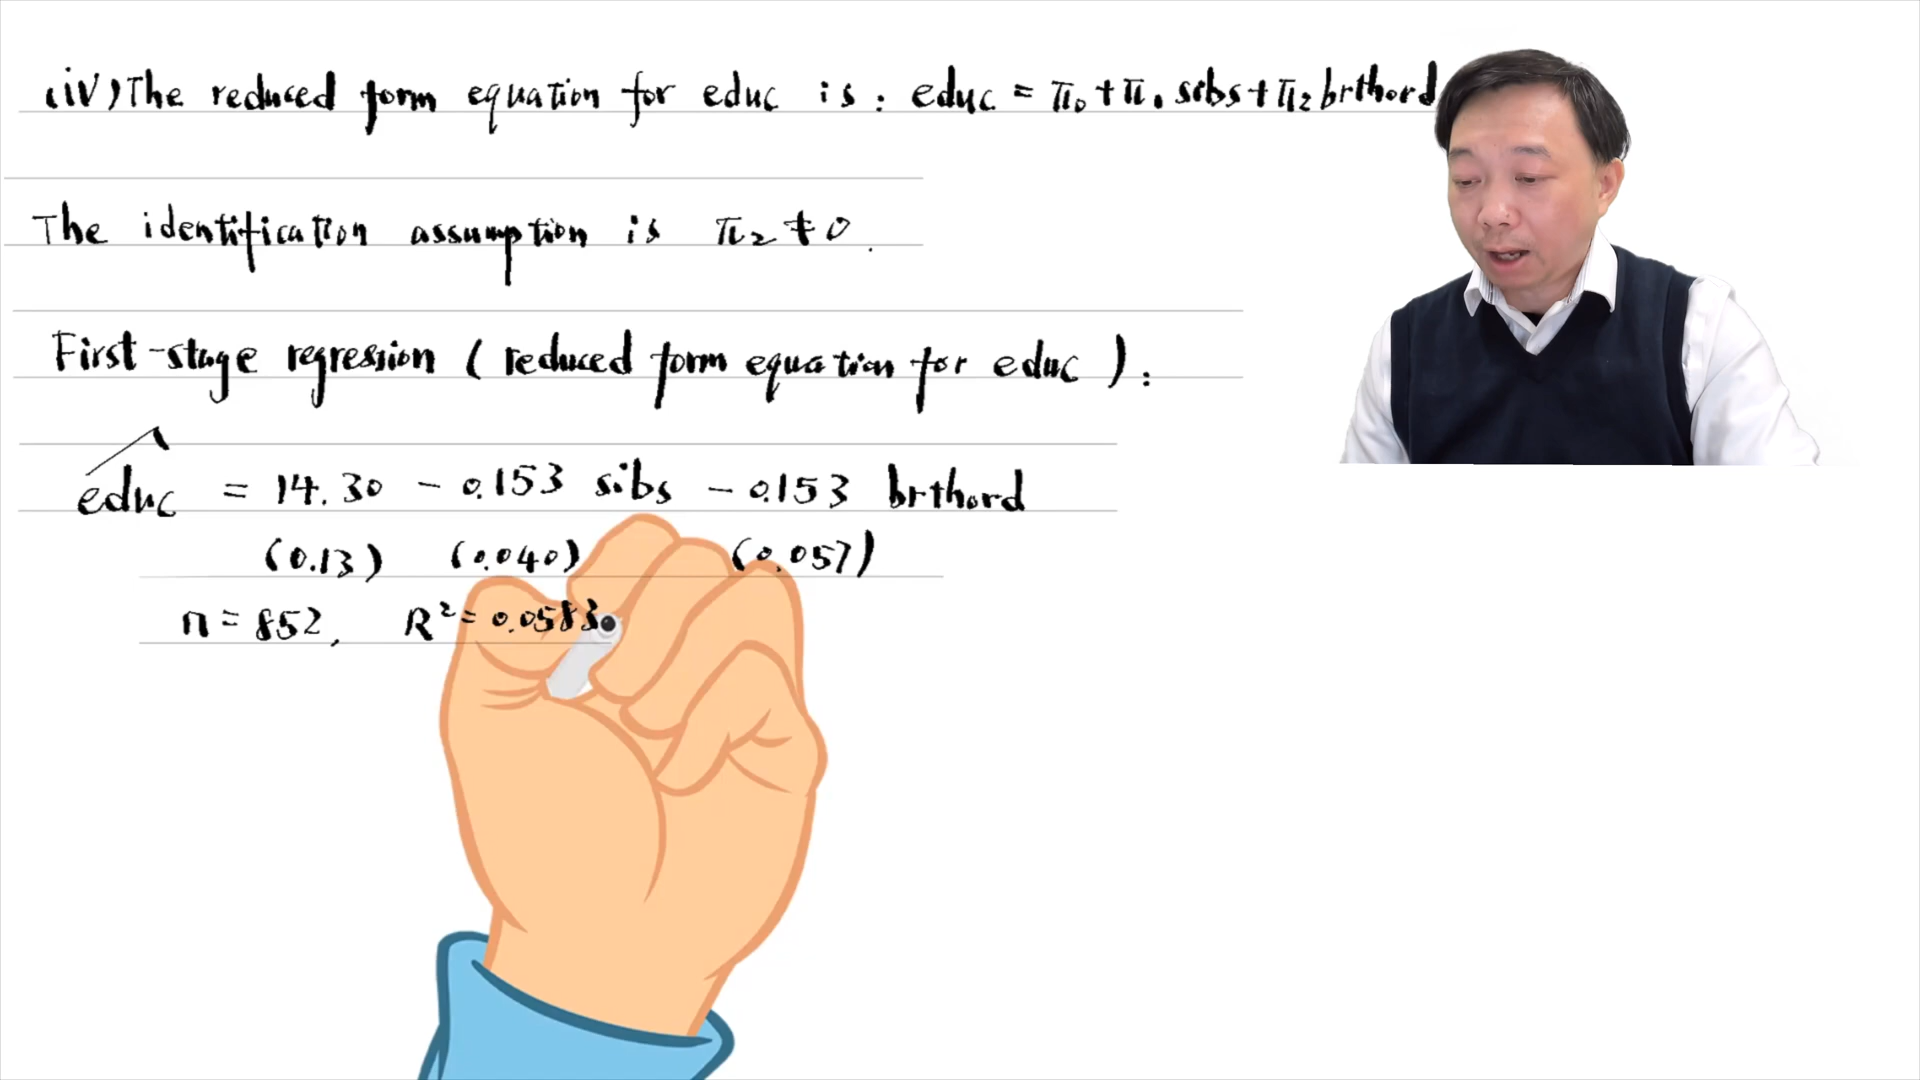 (iv) The reduced form equation for educ is: educ = π₀ + π₁ sibs + π₂ brthord
The identification assumption is π₂ ≠ 0.
First-stage regression (reduced form equation for educ):
educ^ = 14.30 - 0.153 sibs - 0.153 brthord
(0.13) (0.040) (0.057)
n = 852, R² = 0.0583